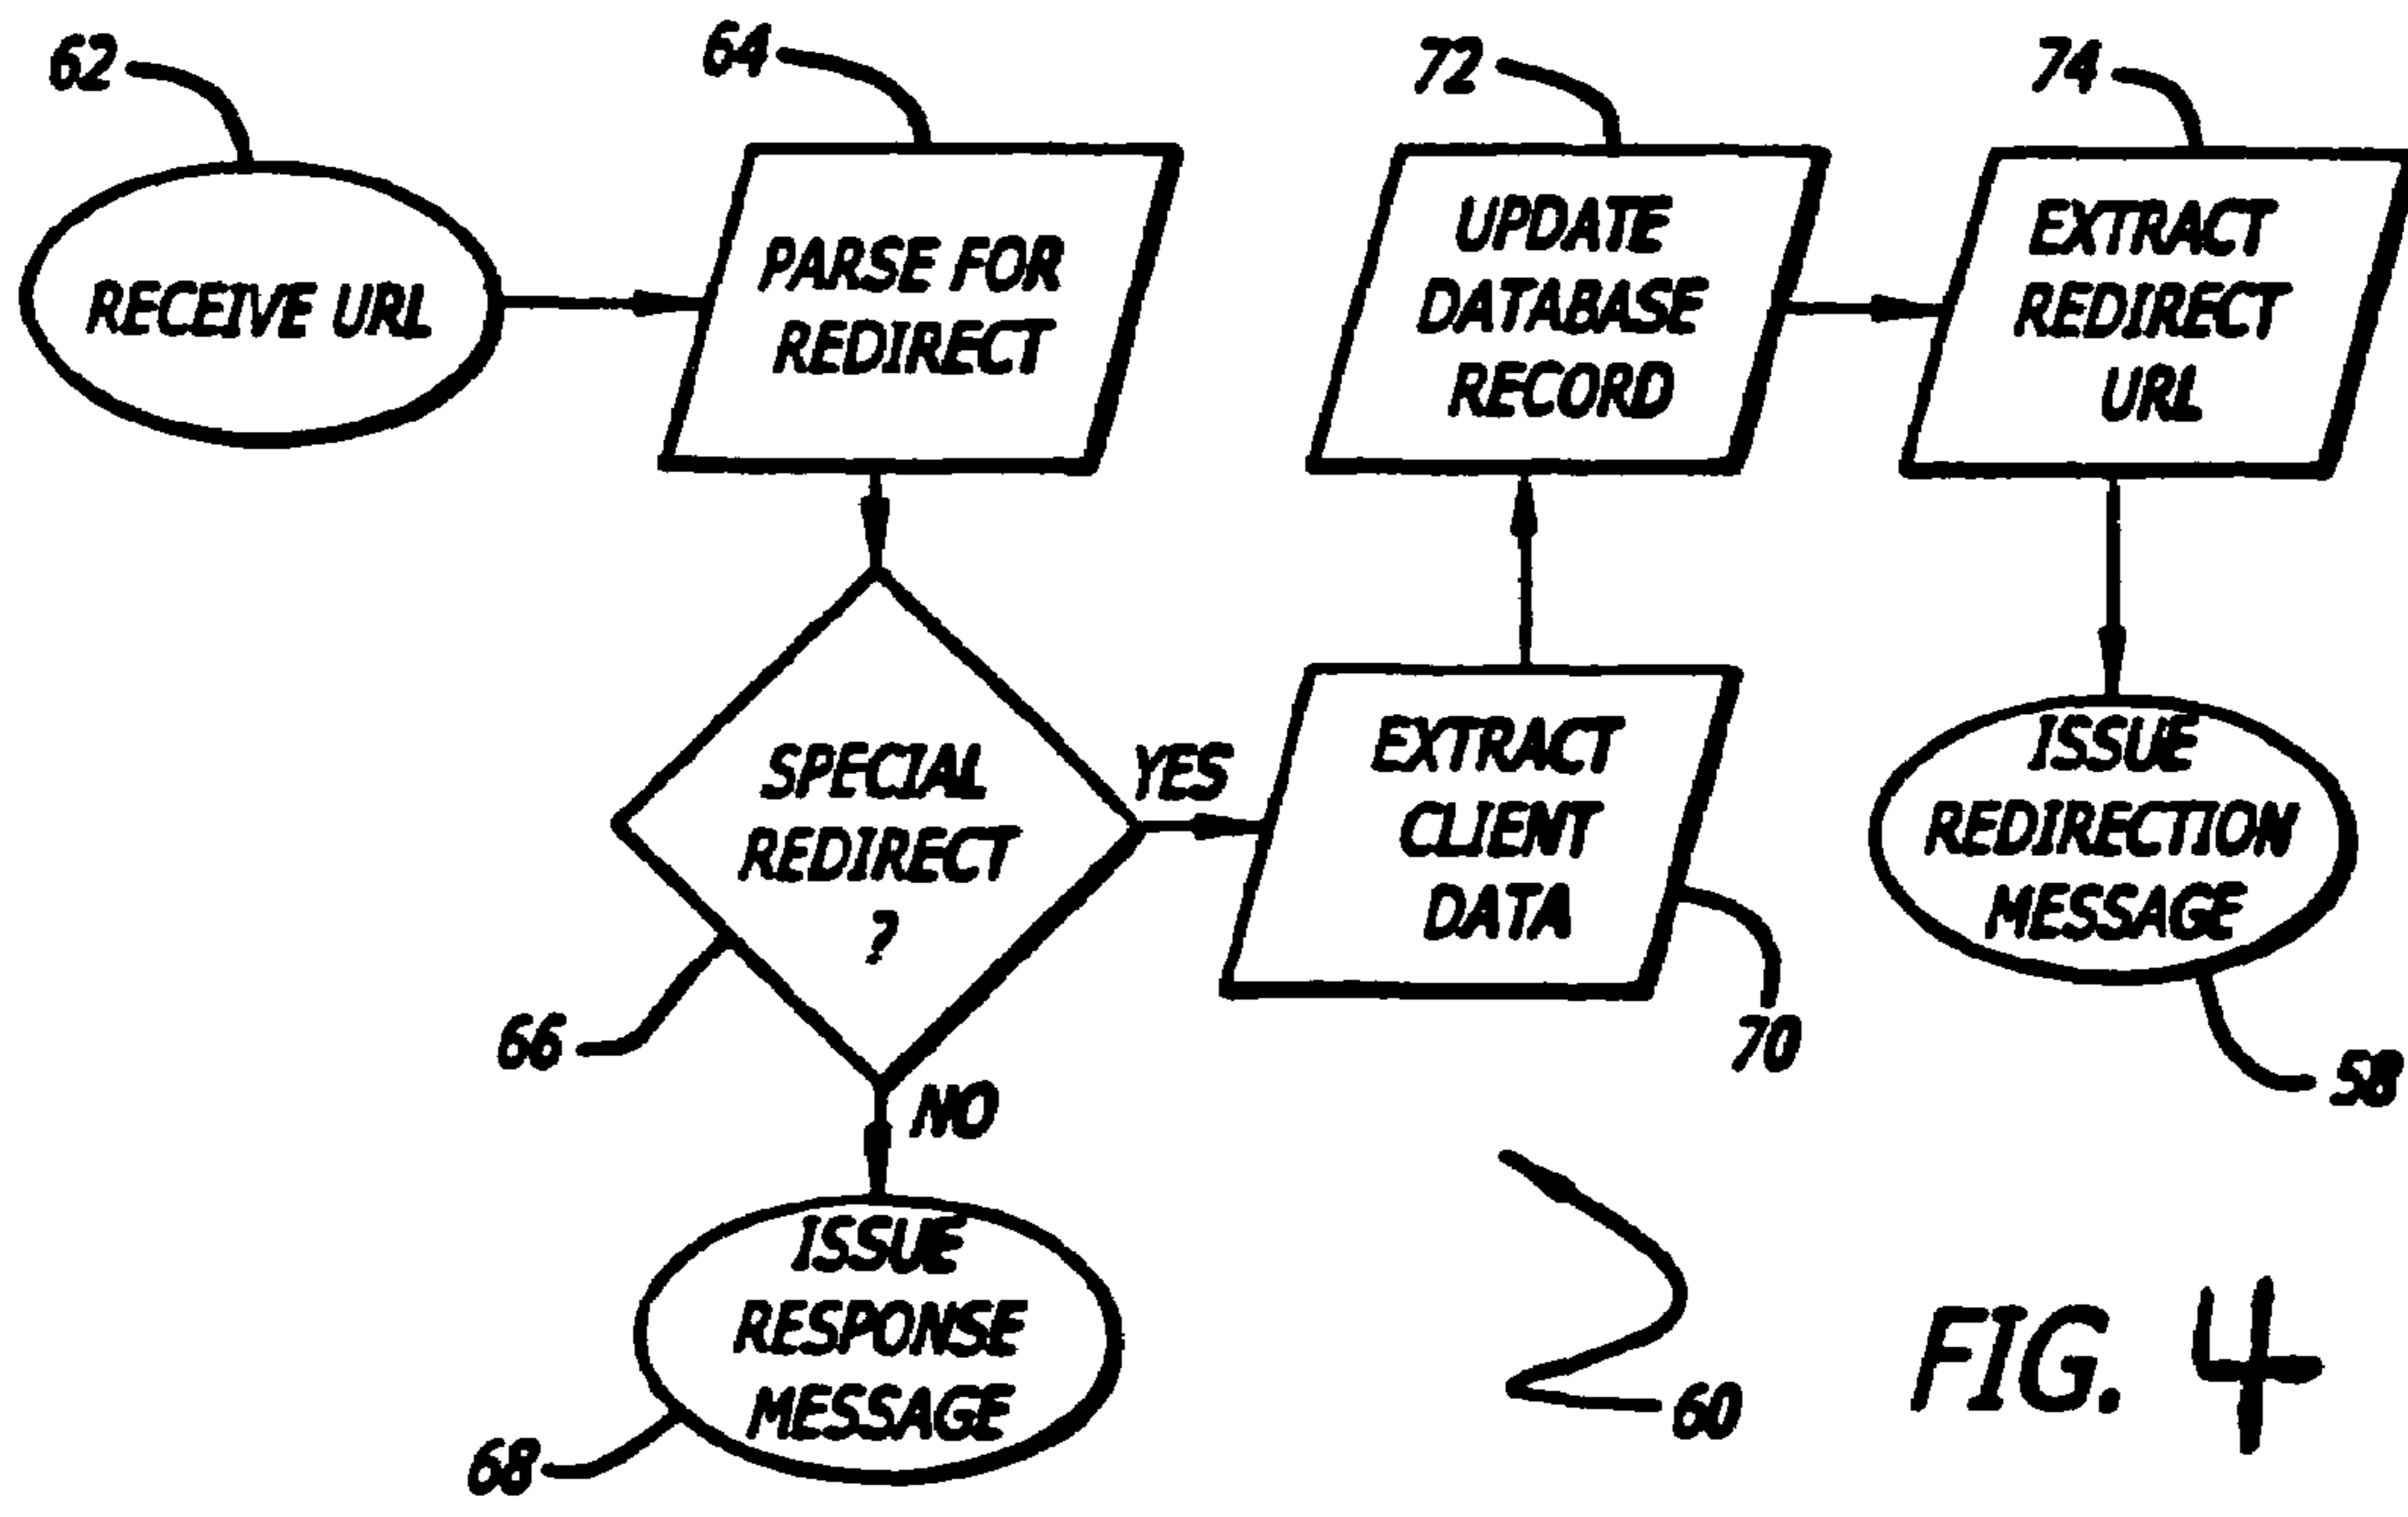 62
64
72
74
RECEIVE URL
PARSE FOR
REDIRECT
UPDATE
DATABASE
RECORD
EXTRACT
REDIRECT
URL
SPECIAL
REDIRECT
?
YES
NO
66
EXTRACT
CLIENT
DATA
70
ISSUE
REDIRECTION
MESSAGE
58
ISSUE
RESPONSE
MESSAGE
68
60
FIG. 4